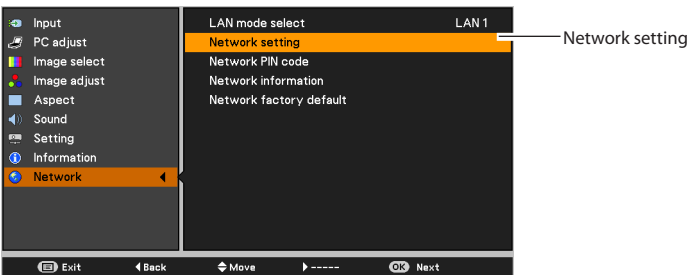 Input
PC adjust
Image select
Image adjust
Aspect
Sound
Setting
Information
Network
LAN mode select LAN 1
Network setting
Network PIN code
Network information
Network factory default
Network setting
Exit Back Move ----- OK Next